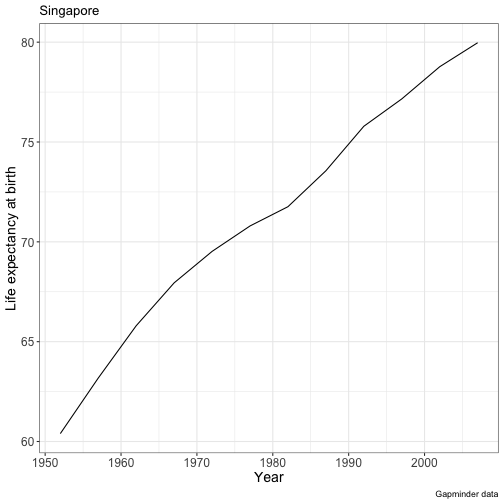 Singapore
80
75
70
65
60
Life expectancy at birth
1950 1960 1970 1980 1990 2000
Year
Gapminder data